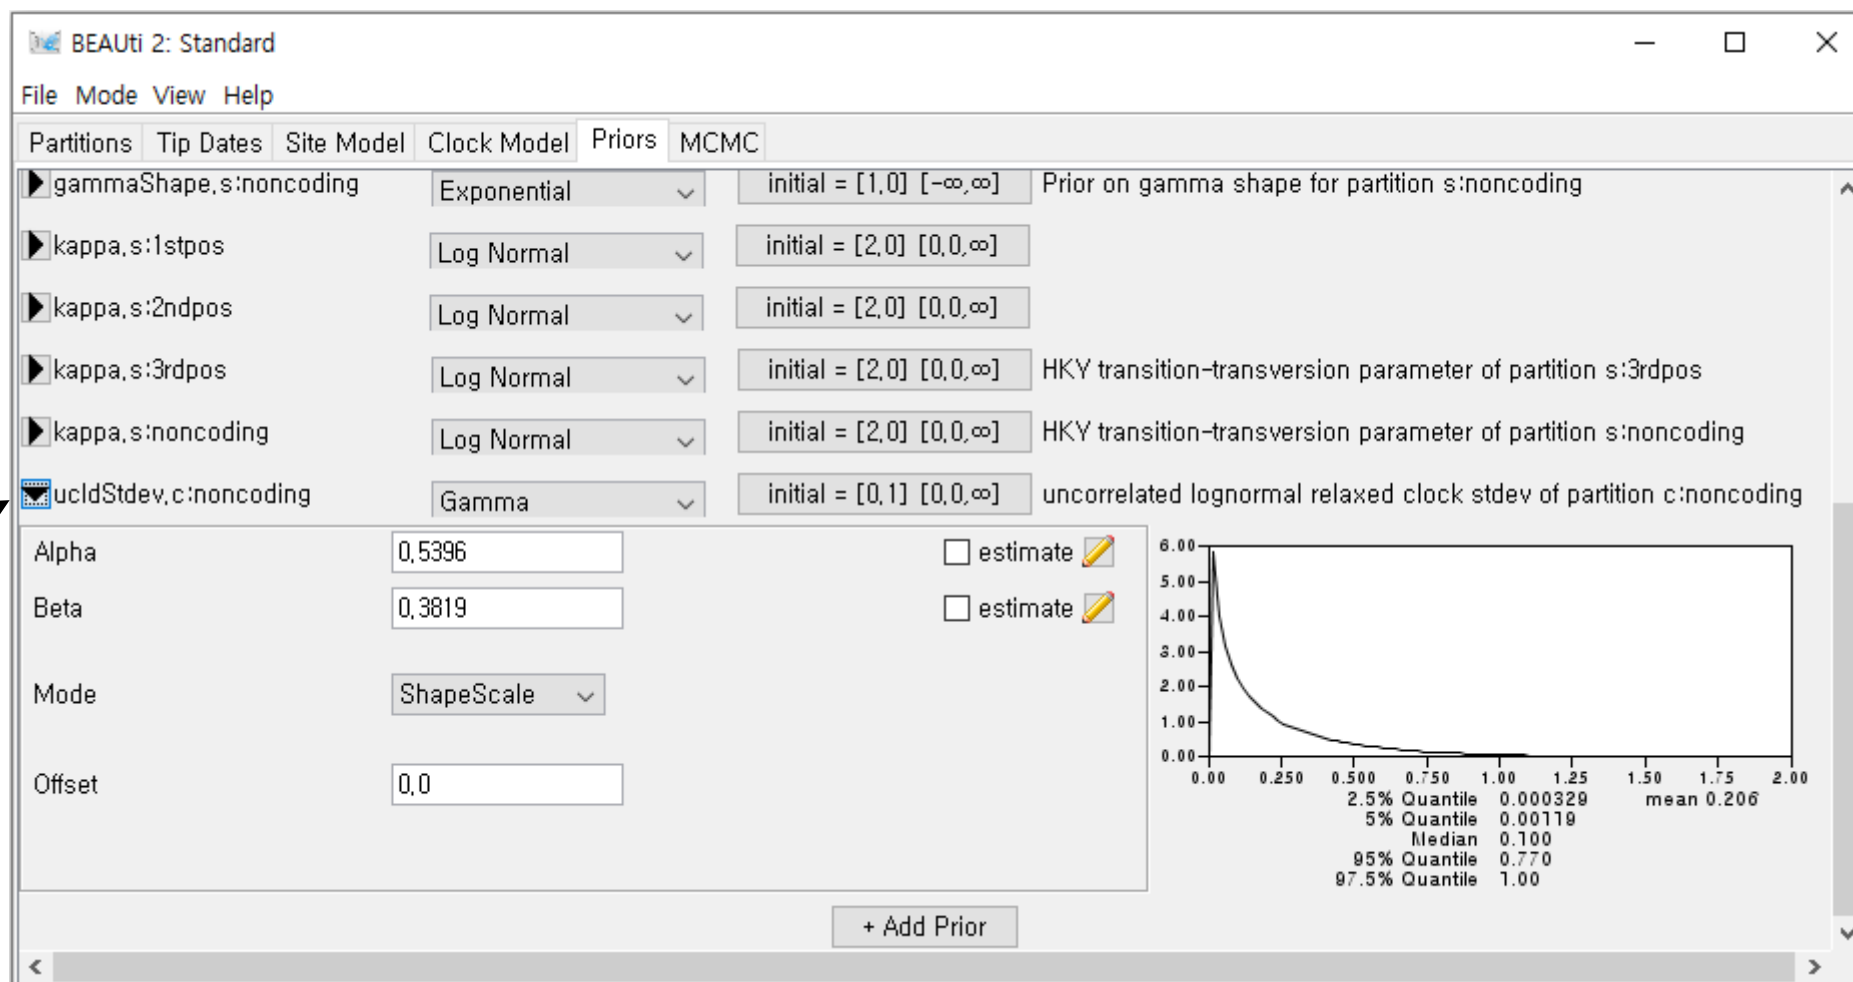 BEAUti 2: Standard
File Mode View Help
Partitions Tip Dates Site Model Clock Model Priors MCMC
gammaShape,s:noncoding Exponential initial = [1,0] [-∞,∞] Prior on gamma shape for partition s:noncoding
kappa,s:1stpos Log Normal initial = [2,0] [0,0,∞]
kappa,s:2ndpos Log Normal initial = [2,0] [0,0,∞]
kappa,s:3rdpos Log Normal initial = [2,0] [0,0,∞] HKY transition-transversion parameter of partition s:3rdpos
kappa,s:noncoding Log Normal initial = [2,0] [0,0,∞] HKY transition-transversion parameter of partition s:noncoding
ucldStdev,c:noncoding Gamma initial = [0,1] [0,0,∞] uncorrelated lognormal relaxed clock stdev of partition c:noncoding
Alpha 0,5396 estimate
Beta 0,3819 estimate
Mode ShapeScale
Offset 0,0
6.00
5.00
4.00
3.00
2.00
1.00
0.00
0.00 0.250 0.500 0.750 1.00 1.25 1.50 1.75 2.00
2.5% Quantile 0.000329 mean 0.206
5% Quantile 0.00119
Median 0.100
95% Quantile 0.770
97.5% Quantile 1.00
+ Add Prior